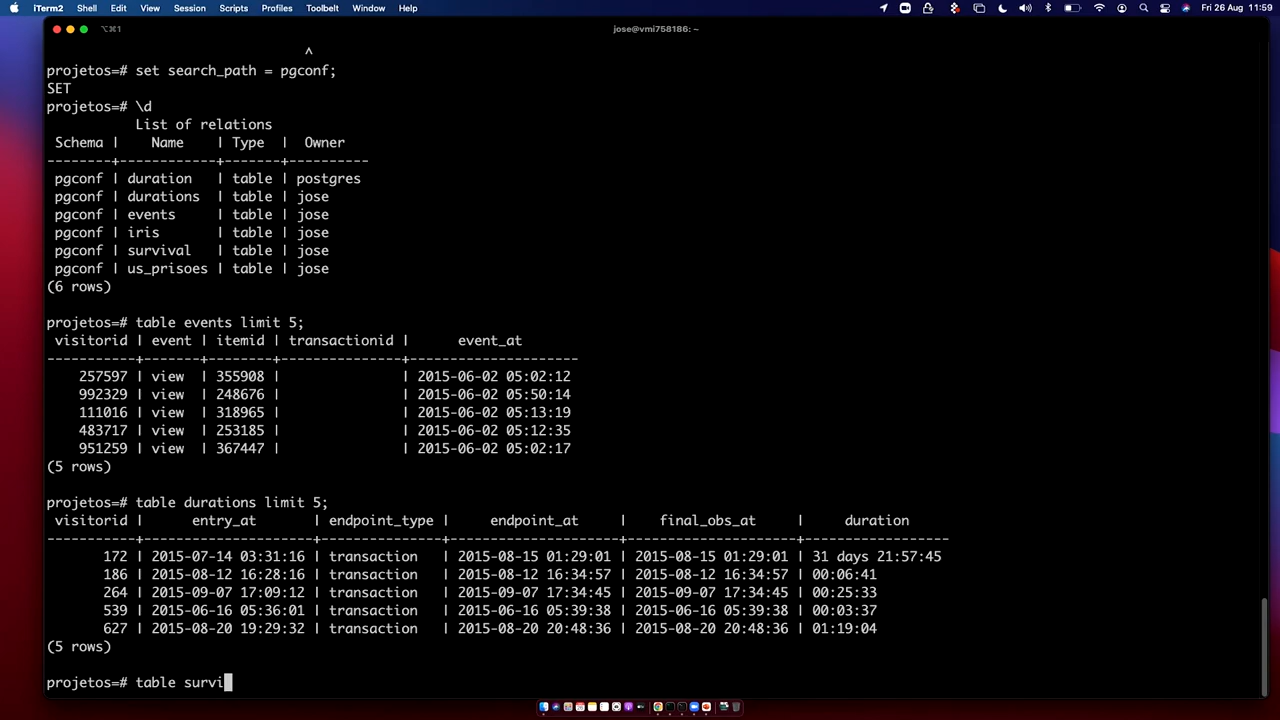 iTerm2 Shell Edit View Session Scripts Profiles Toolbelt Window Help Fri 26 Aug 11:59
⌥⌘1 jose@vmi758186: ~
^
projetos=# set search_path = pgconf;
SET
projetos=# \d
List of relations
Schema | Name | Type | Owner
--------+------------+-------+----------
pgconf | duration | table | postgres
pgconf | durations | table | jose
pgconf | events | table | jose
pgconf | iris | table | jose
pgconf | survival | table | jose
pgconf | us_prisoes | table | jose
(6 rows)
projetos=# table events limit 5;
visitorid | event | itemid | transactionid | event_at
-----------+-------+--------+---------------+---------------------
257597 | view | 355908 | | 2015-06-02 05:02:12
992329 | view | 248676 | | 2015-06-02 05:50:14
111016 | view | 318965 | | 2015-06-02 05:13:19
483717 | view | 253185 | | 2015-06-02 05:12:35
951259 | view | 367447 | | 2015-06-02 05:02:17
(5 rows)
projetos=# table durations limit 5;
visitorid | entry_at | endpoint_type | endpoint_at | final_obs_at | duration
-----------+---------------------+---------------+---------------------+---------------------+------------------
172 | 2015-07-14 03:31:16 | transaction | 2015-08-15 01:29:01 | 2015-08-15 01:29:01 | 31 days 21:57:45
186 | 2015-08-12 16:28:16 | transaction | 2015-08-12 16:34:57 | 2015-08-12 16:34:57 | 00:06:41
264 | 2015-09-07 17:09:12 | transaction | 2015-09-07 17:34:45 | 2015-09-07 17:34:45 | 00:25:33
539 | 2015-06-16 05:36:01 | transaction | 2015-06-16 05:39:38 | 2015-06-16 05:39:38 | 00:03:37
627 | 2015-08-20 19:29:32 | transaction | 2015-08-20 20:48:36 | 2015-08-20 20:48:36 | 01:19:04
(5 rows)
projetos=# table survi